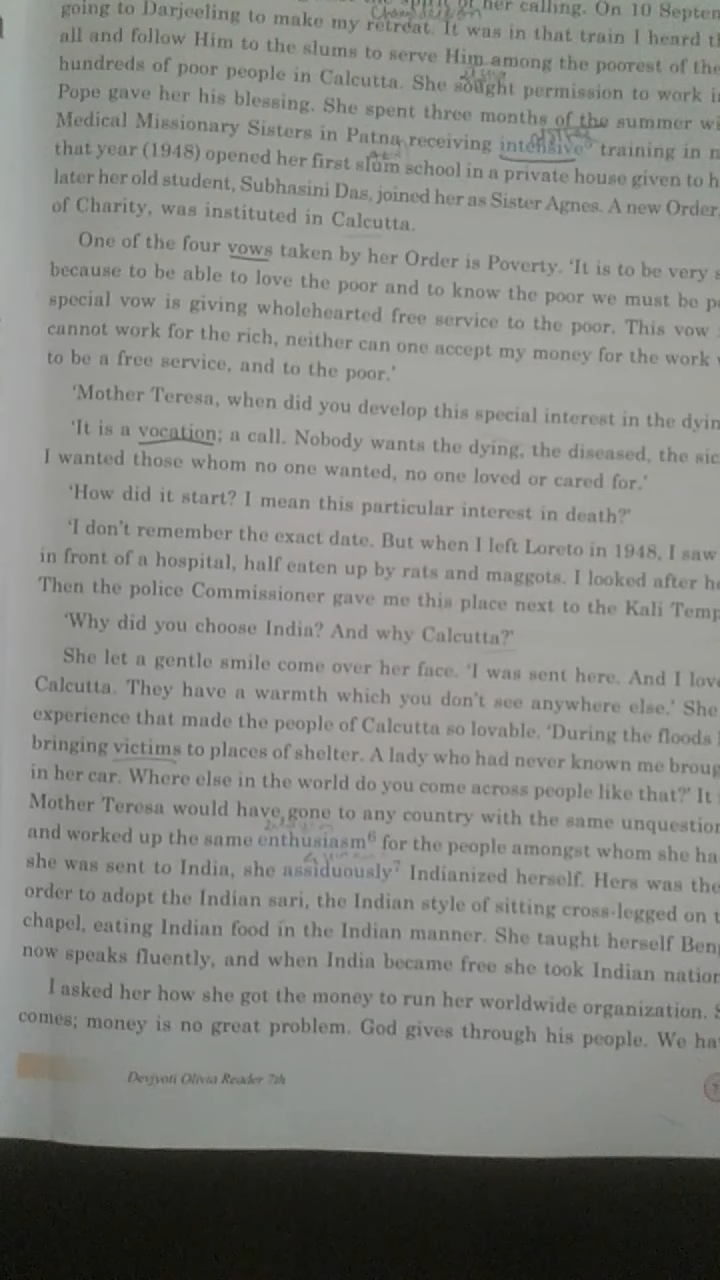 her calling. On 10 Septem
going to Darjeeling to make my retreat. It was in that train I heard th
all and follow Him to the slums to serve Him among the poorest of the
hundreds of poor people in Calcutta. She sought permission to work in
Pope gave her his blessing. She spent three months of the summer wi
Medical Missionary Sisters in Patna, receiving intensive⁵ training in n
that year (1948) opened her first slum school in a private house given to h
later her old student, Subhasini Das, joined her as Sister Agnes. A new Order,
of Charity, was instituted in Calcutta.
One of the four vows taken by her Order is Poverty. ‘It is to be very s
because to be able to love the poor and to know the poor we must be po
special vow is giving wholehearted free service to the poor. This vow
cannot work for the rich, neither can one accept my money for the work
to be a free service, and to the poor.’
‘Mother Teresa, when did you develop this special interest in the dyin
‘It is a vocation; a call. Nobody wants the dying, the diseased, the sic
I wanted those whom no one wanted, no one loved or cared for.’
‘How did it start? I mean this particular interest in death?’
‘I don’t remember the exact date. But when I left Loreto in 1948, I saw
in front of a hospital, half eaten up by rats and maggots. I looked after he
Then the police Commissioner gave me this place next to the Kali Temp
‘Why did you choose India? And why Calcutta?’
She let a gentle smile come over her face. ‘I was sent here. And I love
Calcutta. They have a warmth which you don’t see anywhere else.’ She
experience that made the people of Calcutta so lovable. ‘During the floods I
bringing victims to places of shelter. A lady who had never known me broug
in her car. Where else in the world do you come across people like that?’ It
Mother Teresa would have gone to any country with the same unquestion
and worked up the same enthusiasm⁶ for the people amongst whom she ha
she was sent to India, she assiduously⁷ Indianized herself. Hers was the
order to adopt the Indian sari, the Indian style of sitting cross-legged on t
chapel, eating Indian food in the Indian manner. She taught herself Ben
now speaks fluently, and when India became free she took Indian nation
I asked her how she got the money to run her worldwide organization. S
comes; money is no great problem. God gives through his people. We ha
Devjyoti Olivia Reader 7th